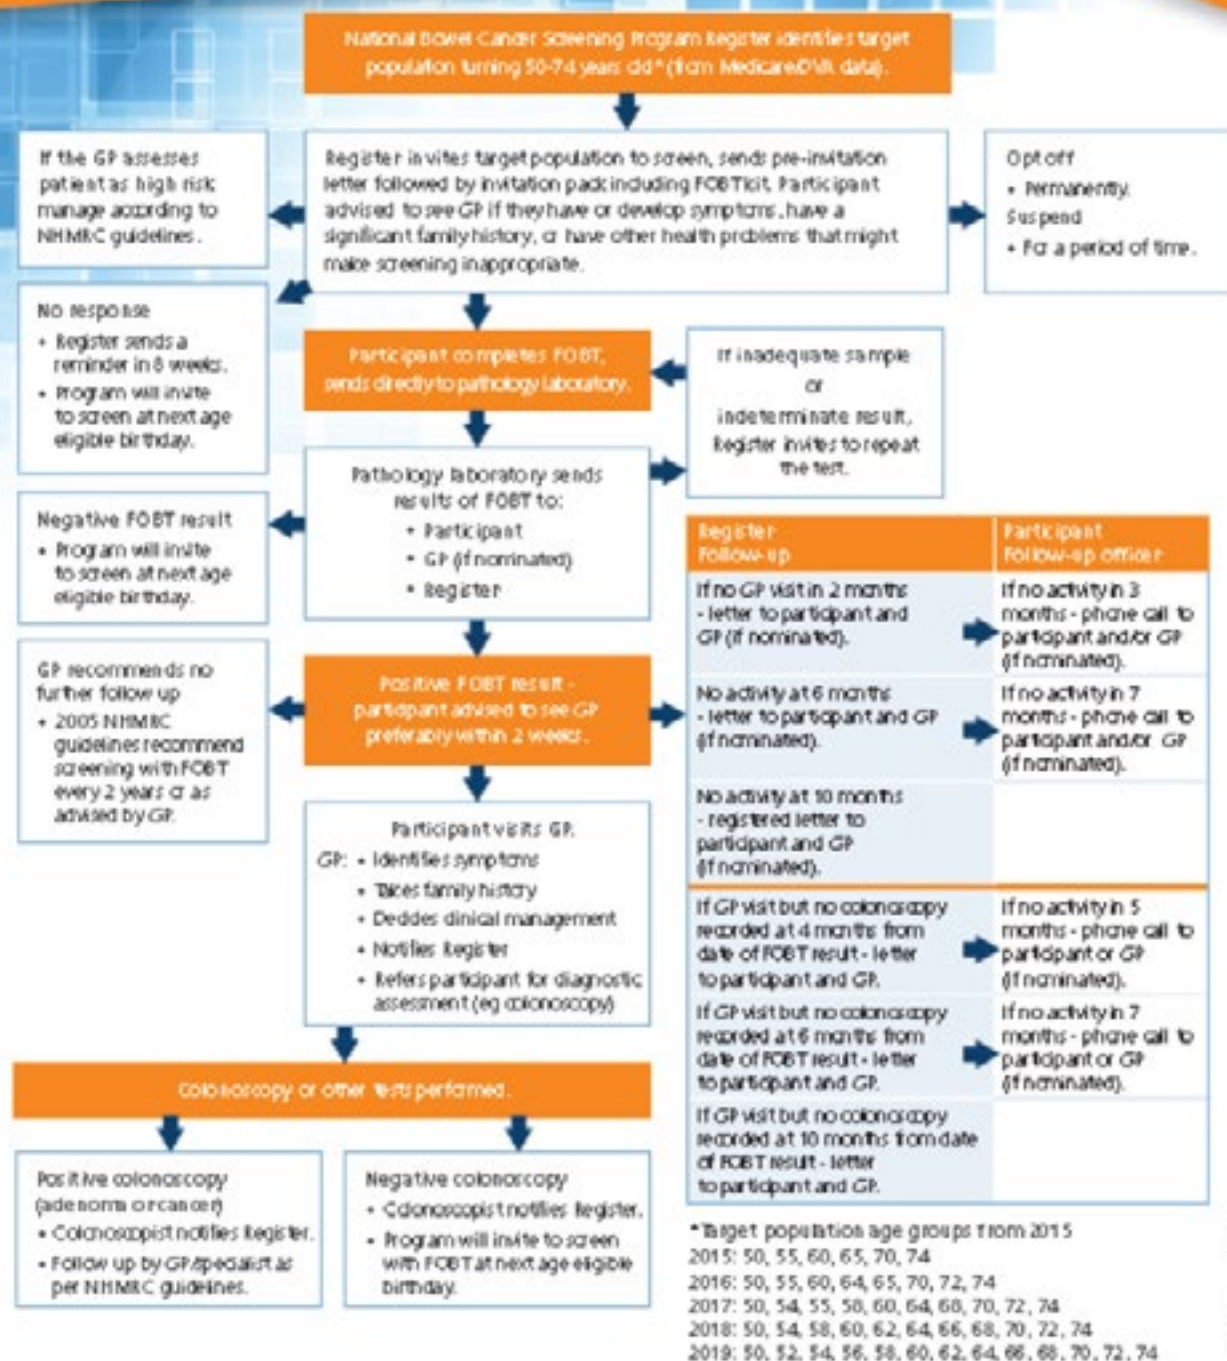 National Bowel Cancer Screening Program Register identifies target
population turning 50-74 years old* (from Medicare/DVA data).
If the GP assesses
patient as high risk
manage according to
NHMRC guidelines.
Register invites target population to screen, sends pre-invitation
letter followed by invitation pack including FOBT kit. Participant
advised to see GP if they have or develop symptoms, have a
significant family history, or have other health problems that might
make screening inappropriate.
Opt off
• Permanently.
Suspend
• For a period of time.
No response
• Register sends a
reminder in 8 weeks.
• Program will invite
to screen at next age
eligible birthday.
Participant completes FOBT,
sends directly to pathology laboratory.
If inadequate sample
or
indeterminate result,
Register invites to repeat
the test.
Pathology laboratory sends
results of FOBT to:
• Participant
• GP (if nominated)
• Register
Negative FOBT result
• Program will invite
to screen at next age
eligible birthday.
GP recommends no
further follow up
• 2005 NHMRC
guidelines recommend
screening with FOBT
every 2 years or as
advised by GP.
Positive FOBT result -
participant advised to see GP
preferably within 2 weeks.
Participant visits GP.
GP: • Identifies symptoms
• Takes family history
• Decides clinical management
• Notifies Register
• Refers participant for diagnostic
assessment (eg colonoscopy)
Colonoscopy or other tests performed.
Positive colonoscopy
(adenoma or cancer)
• Colonoscopist notifies Register.
• Follow up by GP/specialist as
per NHMRC guidelines.
Negative colonoscopy
• Colonoscopist notifies Register.
• Program will invite to screen
with FOBT at next age eligible
birthday.
Register
Follow-up
Participant
Follow-up officer
If no GP visit in 2 months
- letter to participant and
GP (if nominated).
If no activity in 3
months - phone call to
participant and/or GP
(if nominated).
No activity at 6 months
- letter to participant and GP
(if nominated).
If no activity in 7
months - phone call to
participant and/or GP
(if nominated).
No activity at 10 months
- registered letter to
participant and GP
(if nominated).
If GP visit but no colonoscopy
recorded at 4 months from
date of FOBT result - letter
to participant and GP.
If no activity in 5
months - phone call to
participant or GP
(if nominated).
If GP visit but no colonoscopy
recorded at 6 months from
date of FOBT result - letter
to participant and GP.
If no activity in 7
months - phone call to
participant or GP
(if nominated).
If GP visit but no colonoscopy
recorded at 10 months from date
of FOBT result - letter
to participant and GP.
*Target population age groups from 2015
2015: 50, 55, 60, 65, 70, 74
2016: 50, 55, 60, 64, 65, 70, 72, 74
2017: 50, 54, 55, 58, 60, 64, 68, 70, 72, 74
2018: 50, 54, 58, 60, 62, 64, 66, 68, 70, 72, 74
2019: 50, 52, 54, 56, 58, 60, 62, 64, 66, 68, 70, 72, 74